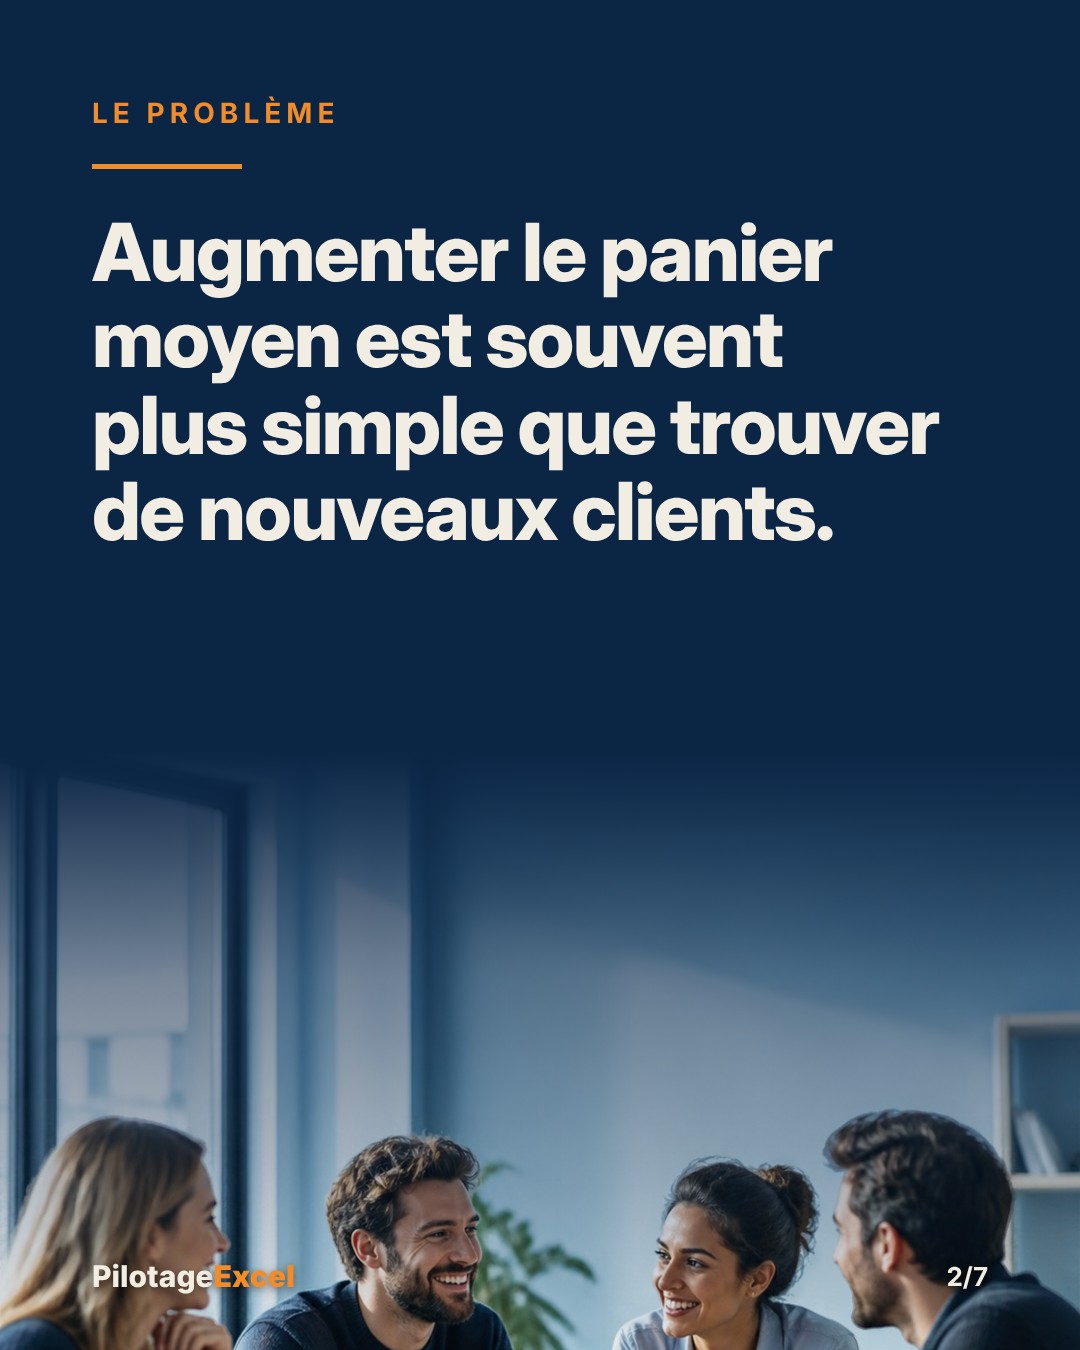 LE PROBLÈME
Augmenter le panier
moyen est souvent
plus simple que trouver
de nouveaux clients.
PilotageExcel
2/7